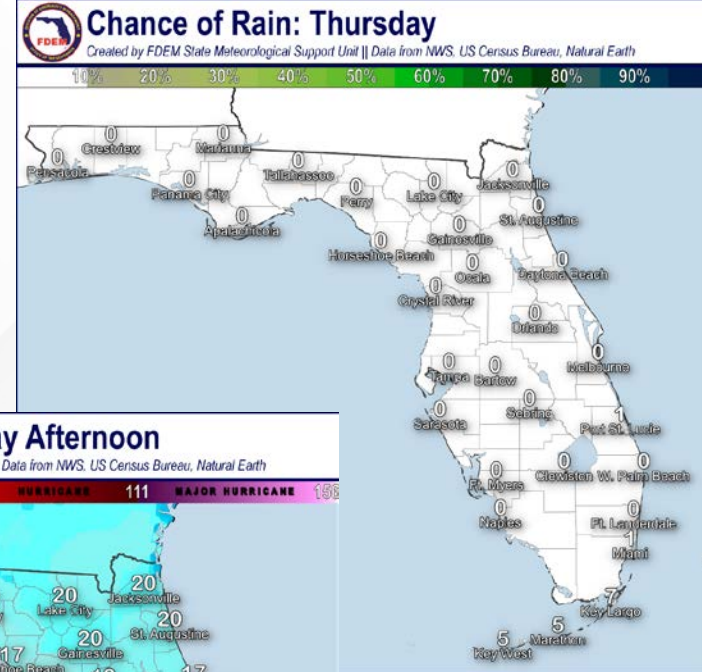 FDEM
Chance of Rain: Thursday
Created by FDEM State Meteorological Support Unit || Data from NWS, US Census Bureau, Natural Earth
10% 20% 30% 40% 50% 60% 70% 80% 90%
0
Pensacola
0
Crestview
0
Marianna
0
Panama City
0
Apalachicola
0
Tallahassee
0
Perry
0
Lake City
0
Jacksonville
0
St. Augustine
0
Gainesville
0
Horseshoe Beach
0
Ocala
0
Daytona Beach
0
Crystal River
0
Orlando
0
Melbourne
0
Tampa
0
Bartow
0
Sebring
0
Sarasota
1
Port St. Lucie
0
Ft. Myers
0
Clewiston
0
W. Palm Beach
0
Naples
0
Ft. Lauderdale
1
Miami
7
Key Largo
5
Marathon
5
Key West
Afternoon
Data from NWS, US Census Bureau, Natural Earth
HURRICANE 111 MAJOR HURRICANE
20
Lake City
20
Jacksonville
20
St. Augustine
20
Gainesville
17
Beach
17